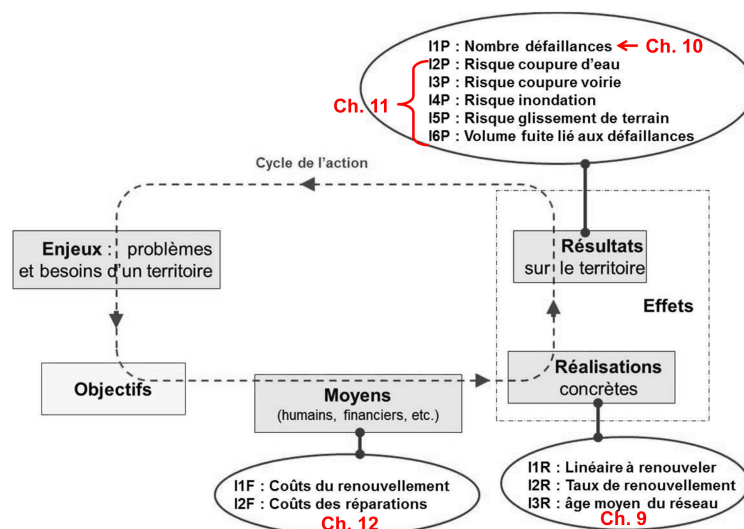 I1P : Nombre défaillances ← Ch. 10
I2P : Risque coupure d'eau
I3P : Risque coupure voirie
Ch. 11
I4P : Risque inondation
I5P : Risque glissement de terrain
I6P : Volume fuite lié aux défaillances
Cycle de l'action
Enjeux : problèmes
et besoins d'un territoire
Résultats
sur le territoire
Effets
Objectifs
Moyens
(humains, financiers, etc.)
Réalisations
concrètes
I1F : Coûts du renouvellement
I2F : Coûts des réparations
Ch. 12
I1R : Linéaire à renouveler
I2R : Taux de renouvellement
I3R : âge moyen du réseau
Ch. 9